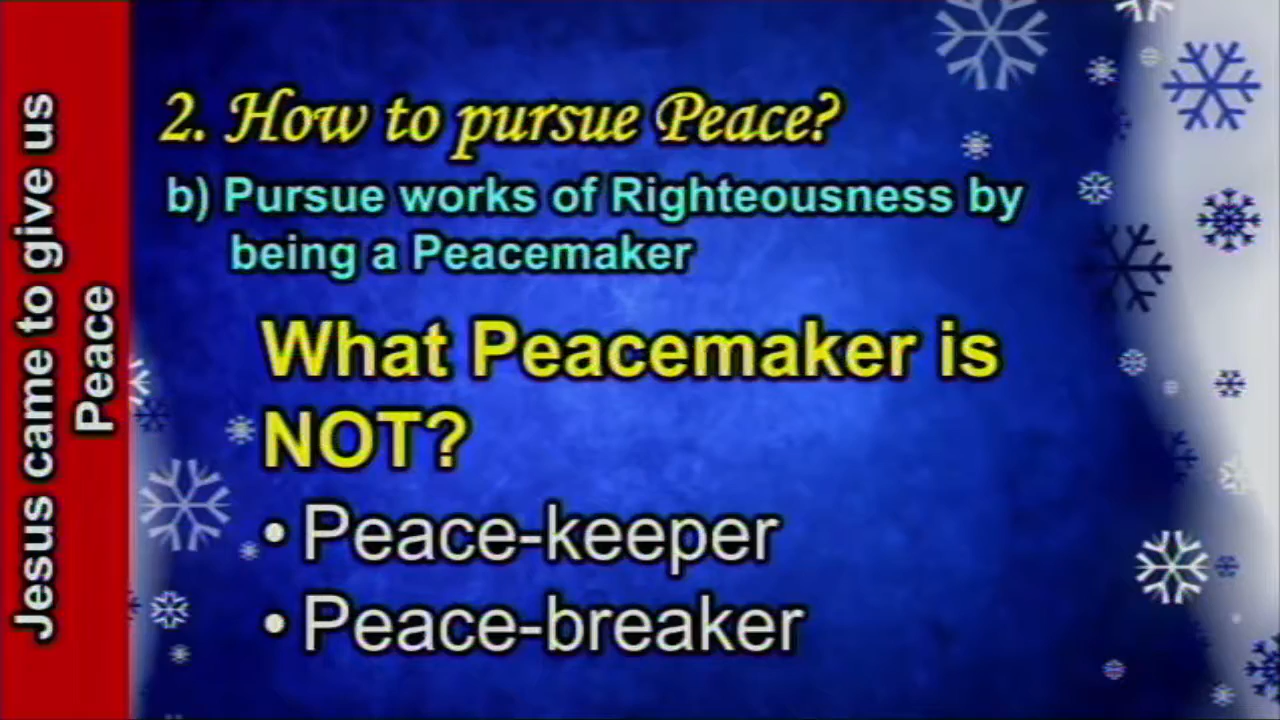 Jesus came to give us
Peace
2. How to pursue Peace?
b) Pursue works of Righteousness by
being a Peacemaker
What Peacemaker is
NOT?
• Peace-keeper
• Peace-breaker